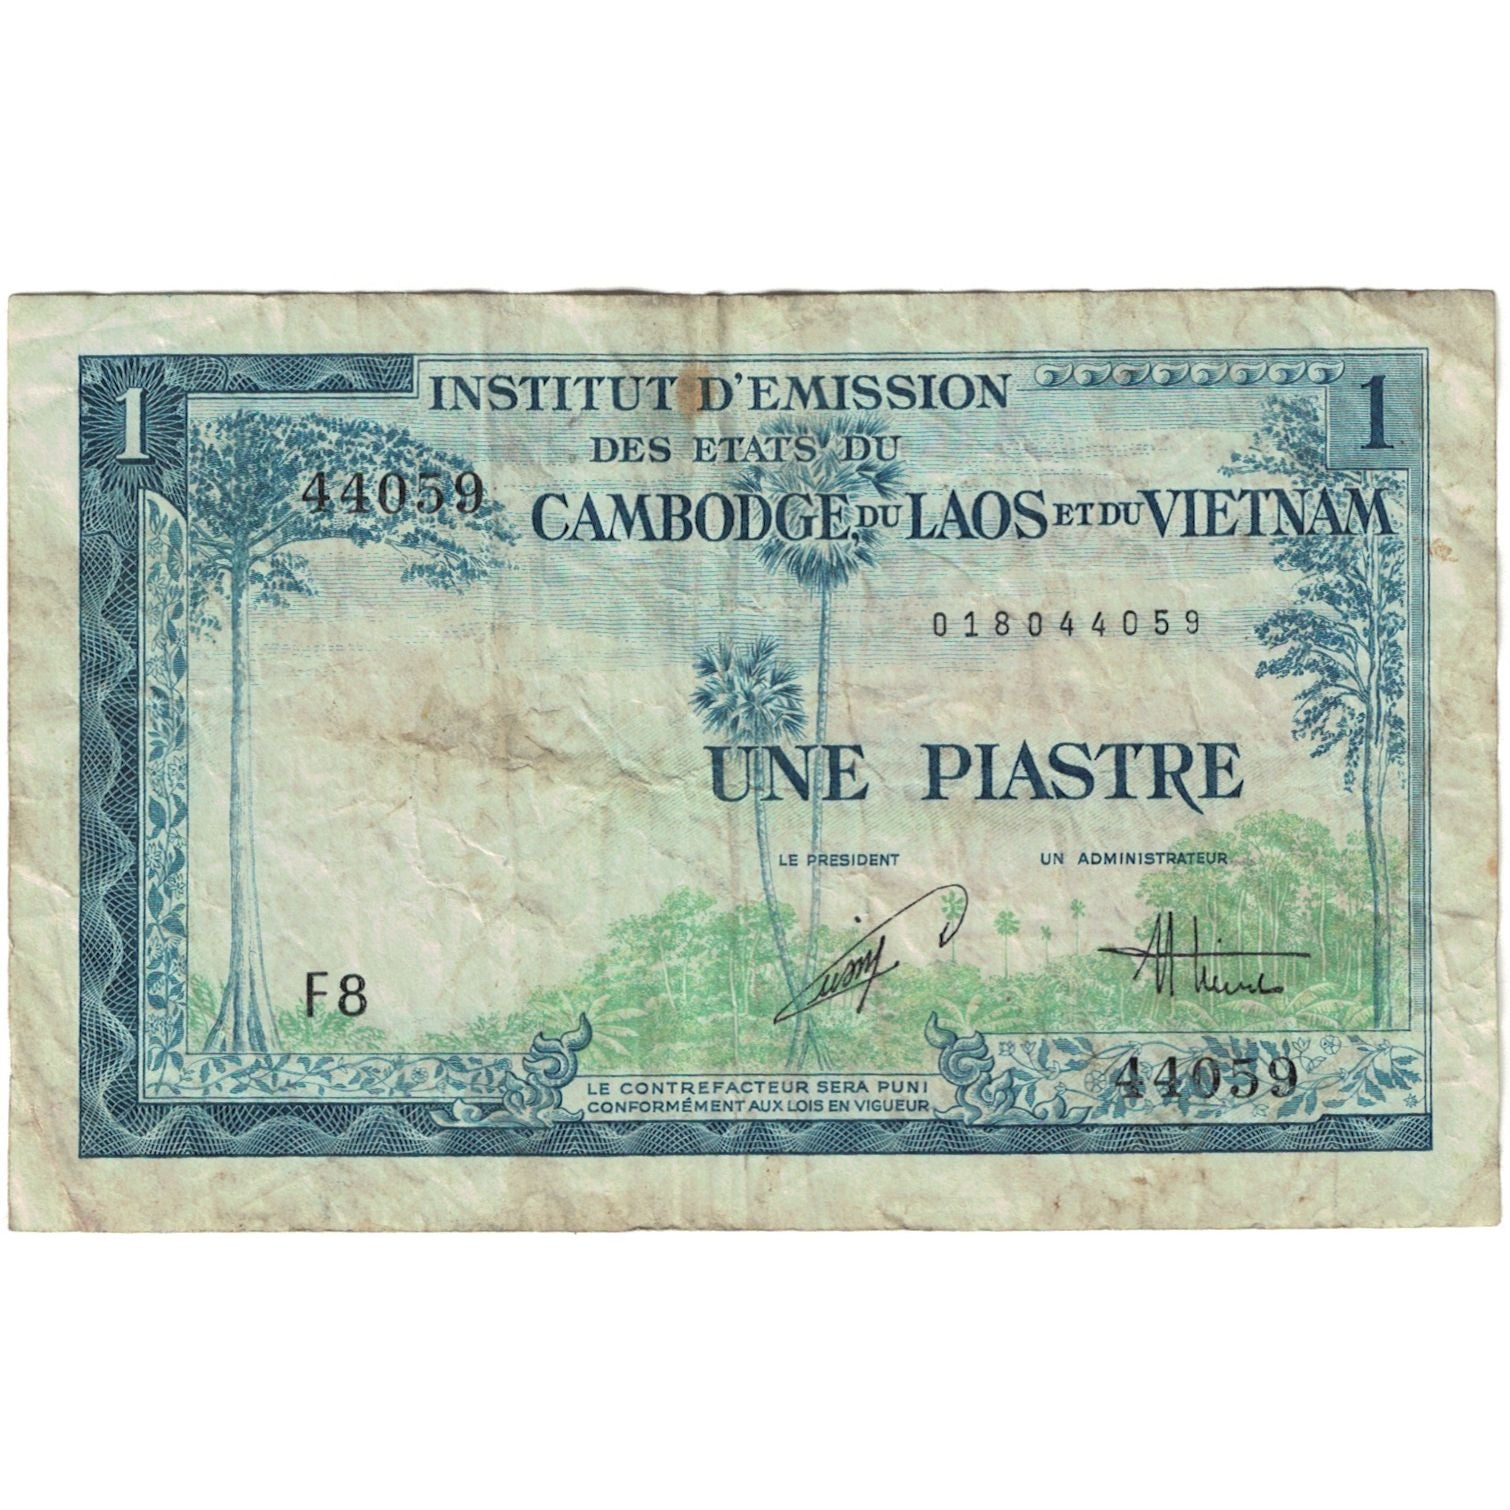 1
INSTITUT D'EMISSION
1
DES ETATS DU
44059
CAMBODGE, DU LAOS ET DU VIETNAM
018044059
UNE PIASTRE
LE PRESIDENT
UN ADMINISTRATEUR
F8
44059
LE CONTREFACTEUR SERA PUNI
CONFORMÉMENT AUX LOIS EN VIGUEUR